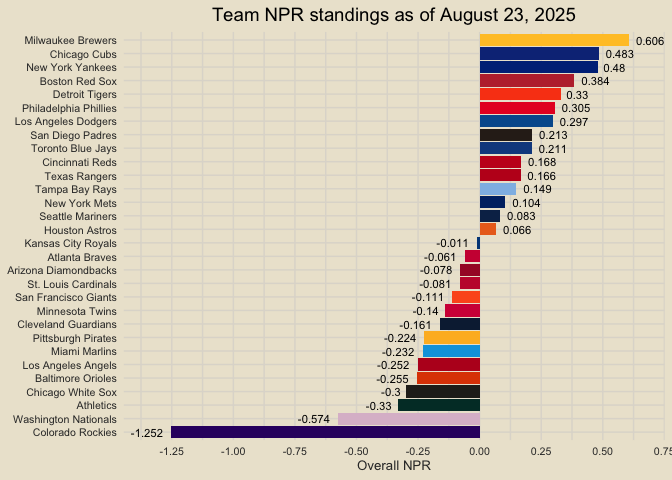 Team NPR standings as of August 23, 2025
Milwaukee Brewers 0.606
Chicago Cubs 0.483
New York Yankees 0.48
Boston Red Sox 0.384
Detroit Tigers 0.33
Philadelphia Phillies 0.305
Los Angeles Dodgers 0.297
San Diego Padres 0.213
Toronto Blue Jays 0.211
Cincinnati Reds 0.168
Texas Rangers 0.166
Tampa Bay Rays 0.149
New York Mets 0.104
Seattle Mariners 0.083
Houston Astros 0.066
Kansas City Royals -0.011
Atlanta Braves -0.061
Arizona Diamondbacks -0.078
St. Louis Cardinals -0.081
San Francisco Giants -0.111
Minnesota Twins -0.14
Cleveland Guardians -0.161
Pittsburgh Pirates -0.224
Miami Marlins -0.232
Los Angeles Angels -0.252
Baltimore Orioles -0.255
Chicago White Sox -0.3
Athletics -0.33
Washington Nationals -0.574
Colorado Rockies -1.252
-1.25 -1.00 -0.75 -0.50 -0.25 0.00 0.25 0.50 0.75
Overall NPR